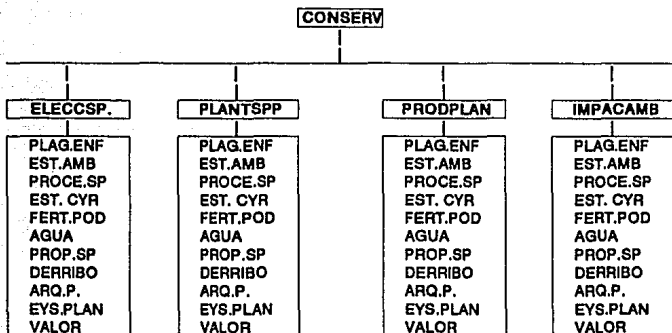 CONSERV
ELECCSP. PLANTSPP PRODPLAN IMPACAMB
PLAG.ENF PLAG.ENF PLAG.ENF PLAG.ENF
EST.AMB EST.AMB EST.AMB EST.AMB
PROCE.SP PROCE.SP PROCE.SP PROCE.SP
EST. CYR EST. CYR EST. CYR EST. CYR
FERT.POD FERT.POD FERT.POD FERT.POD
AGUA AGUA AGUA AGUA
PROP.SP PROP.SP PROP.SP PROP.SP
DERRIBO DERRIBO DERRIBO DERRIBO
ARQ.P. ARQ.P. ARQ.P. ARQ.P.
EYS.PLAN EYS.PLAN EYS.PLAN EYS.PLAN
VALOR VALOR VALOR VALOR